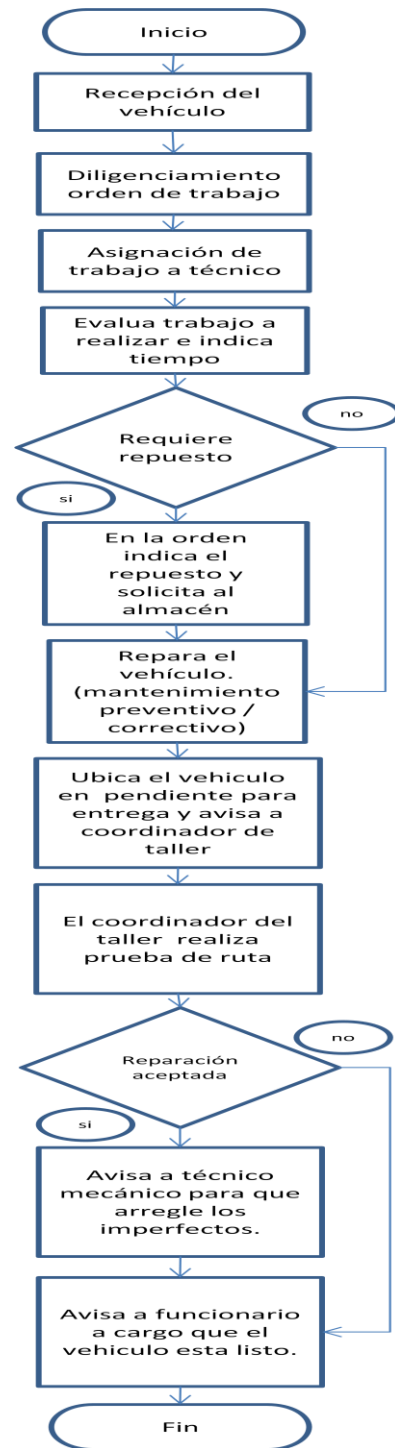 Inicio
Recepción del
vehículo
Diligenciamiento
orden de trabajo
Asignación de
trabajo a técnico
Evalua trabajo a
realizar e indica
tiempo
no
Requiere
repuesto
si
En la orden
indica el
repuesto y
solicita al
almacén
Repara el
vehículo.
(mantenimiento
preventivo /
correctivo)
Ubica el vehiculo
en pendiente para
entrega y avisa a
coordinador de
taller
El coordinador del
taller realiza
prueba de ruta
no
Reparación
aceptada
si
Avisa a técnico
mecánico para que
arregle los
imperfectos.
Avisa a funcionario
a cargo que el
vehiculo esta listo.
Fin